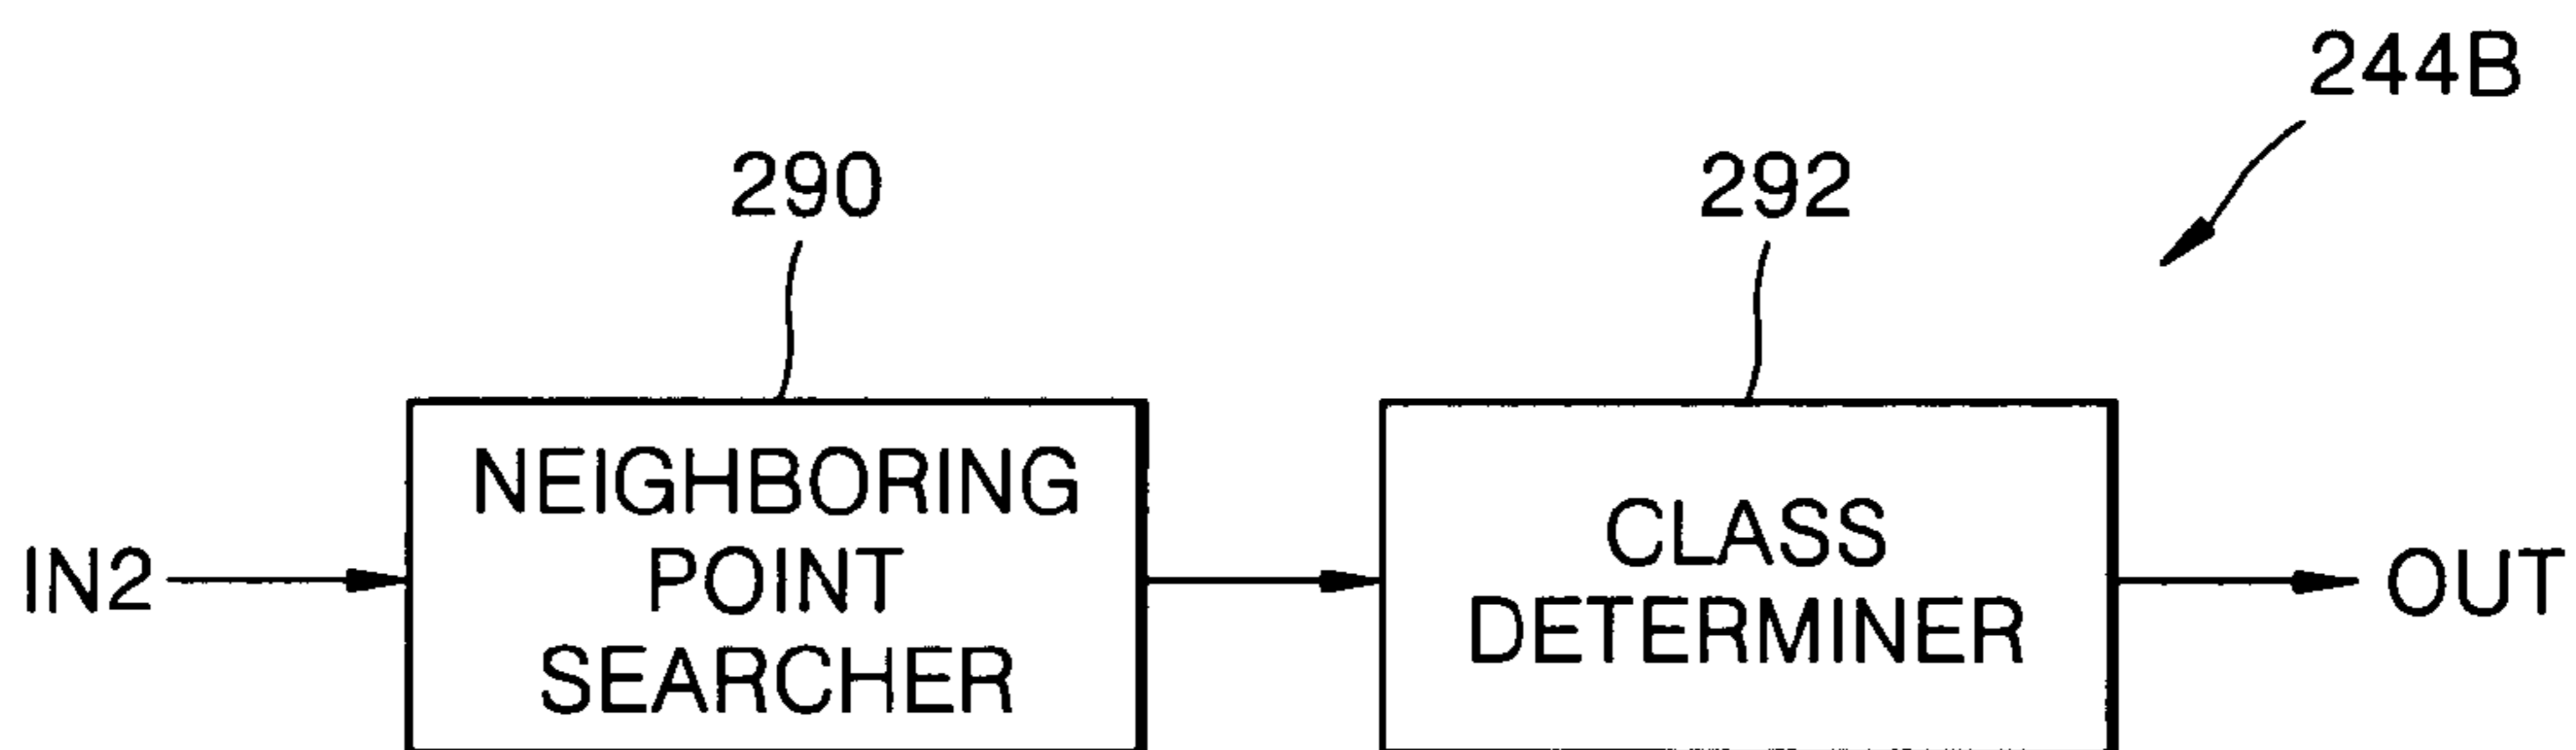 244B
290
292
NEIGHBORING
POINT
SEARCHER
CLASS
DETERMINER
IN2
OUT